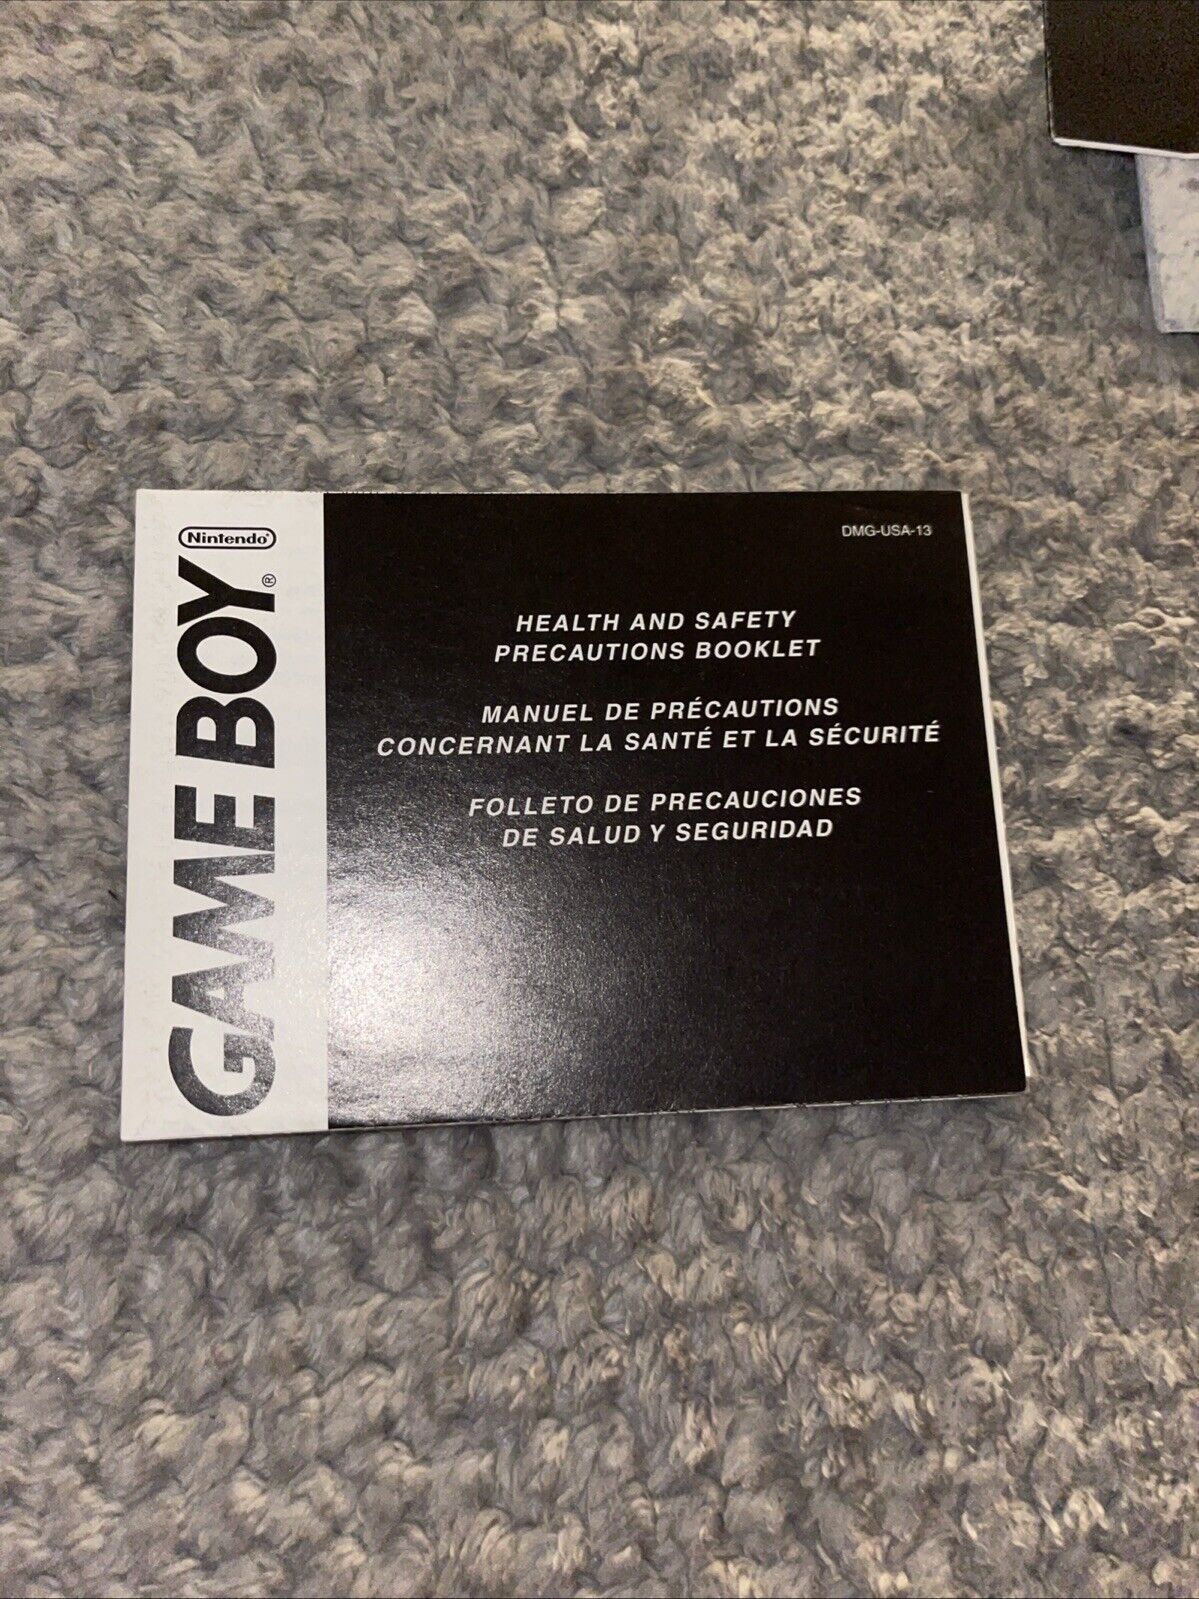 Nintendo®
GAME BOY®
DMG-USA-13
HEALTH AND SAFETY
PRECAUTIONS BOOKLET
MANUEL DE PRÉCAUTIONS
CONCERNANT LA SANTÉ ET LA SÉCURITÉ
FOLLETO DE PRECAUCIONES
DE SALUD Y SEGURIDAD